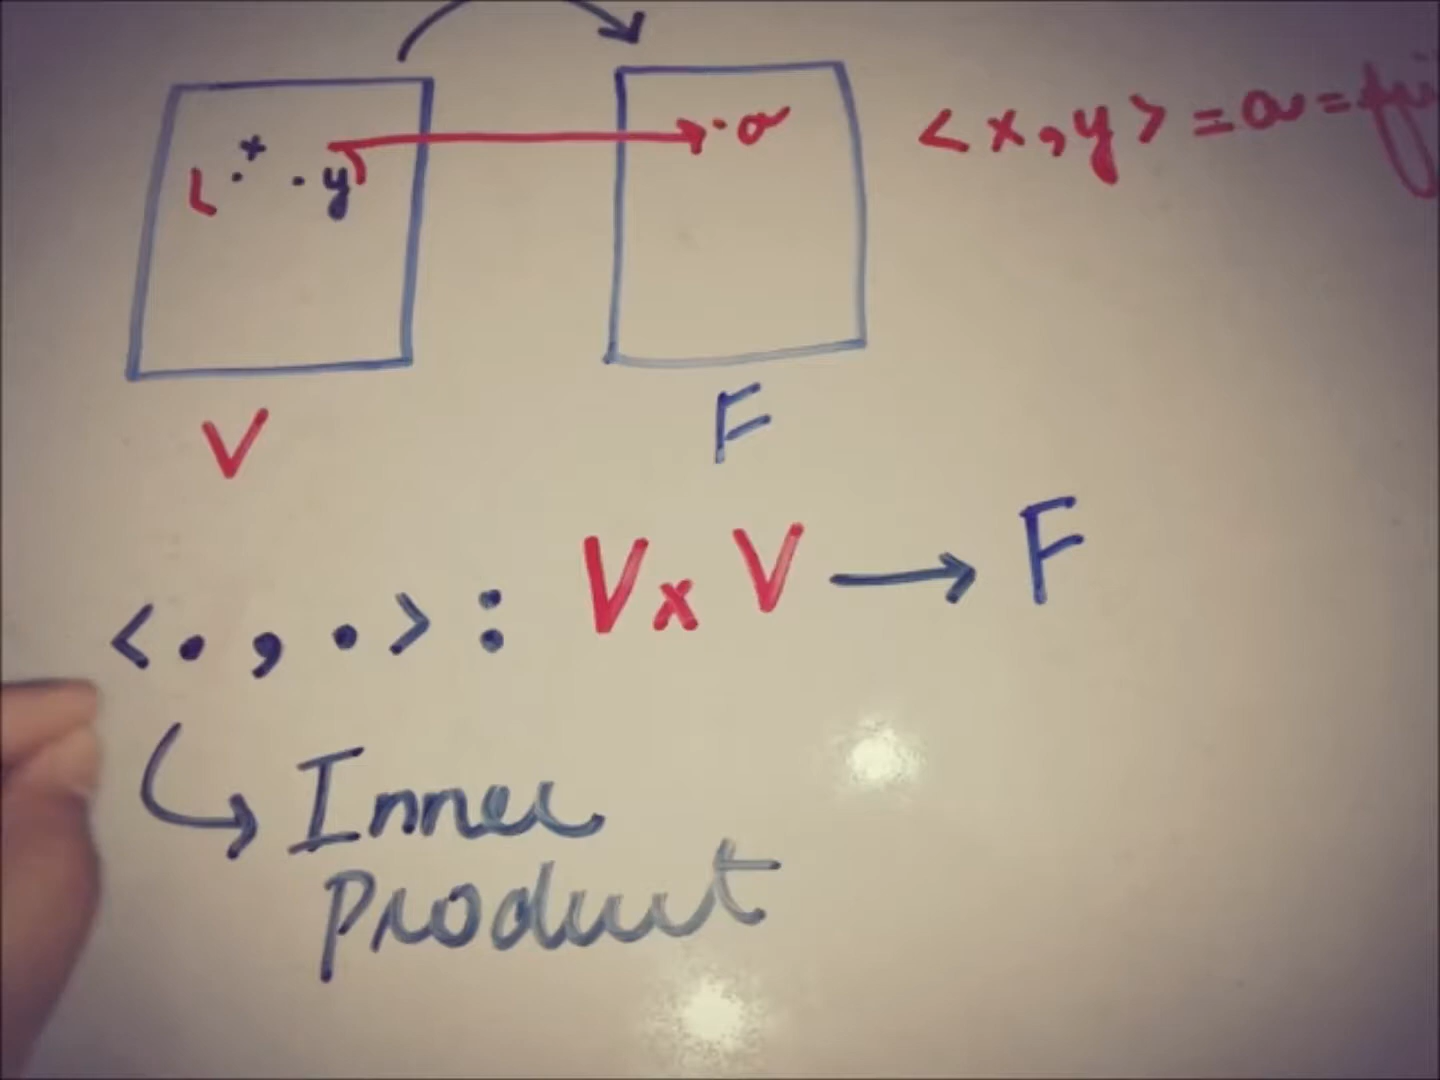 x . y
. a
<x, y> = a =
V
F
<., .> : V x V → F
Inner
Product